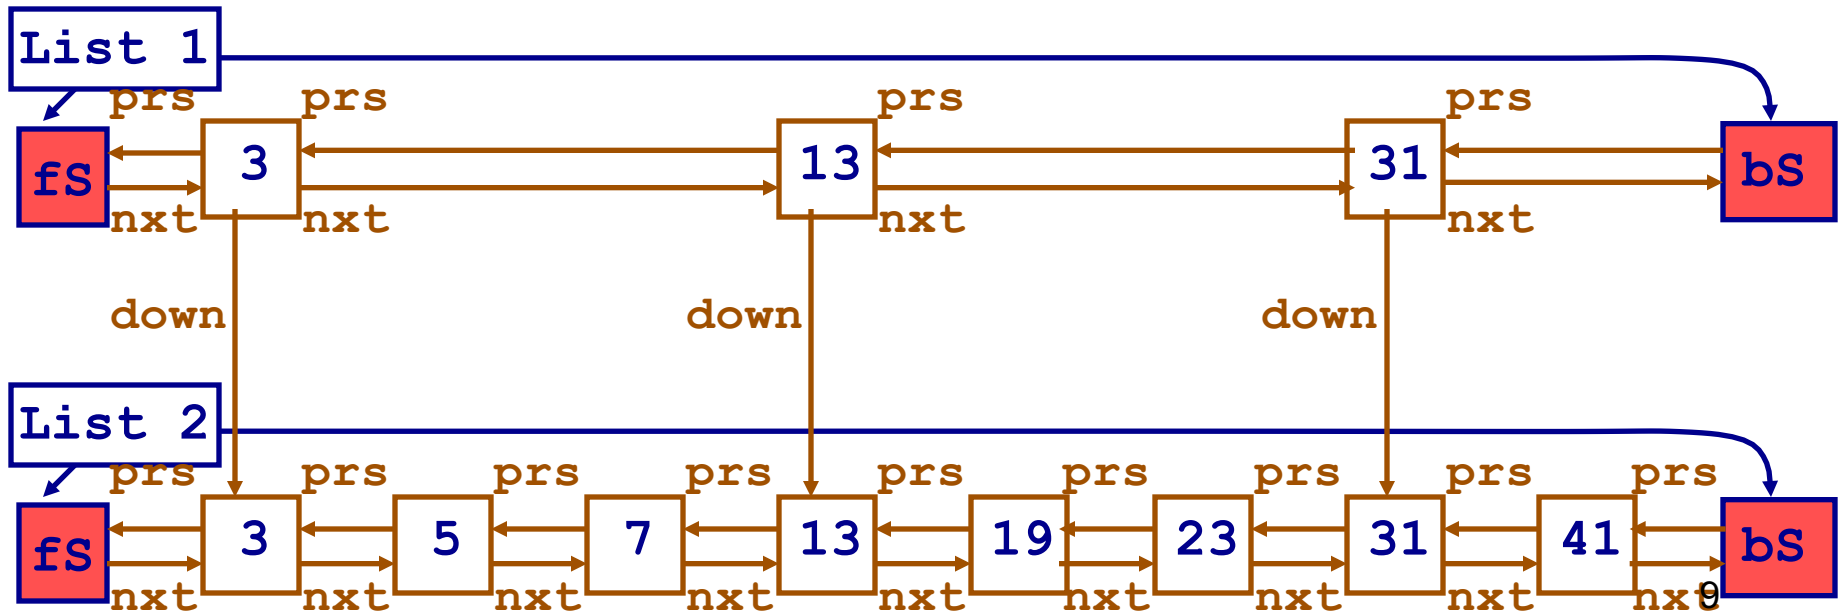 List 1
prs prs prs prs
fS 3 13 31 bS
nxt nxt nxt nxt
down down down
List 2
prs prs prs prs prs prs prs prs prs
fS 3 5 7 13 19 23 31 41 bS
nxt nxt nxt nxt nxt nxt nxt nxt nxt
9